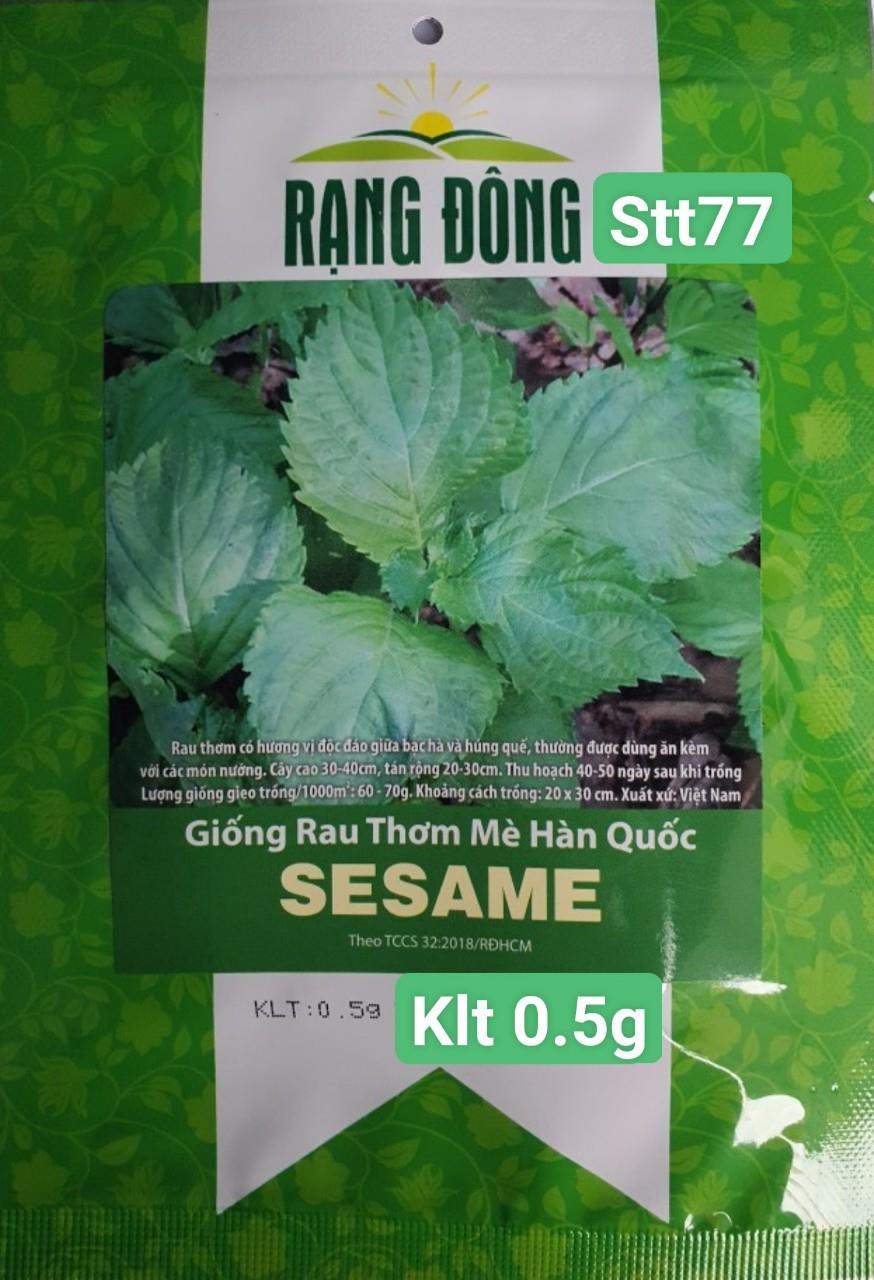 RẠNG ĐÔNG
Stt77
Rau thơm có hương vị độc đáo giữa bạc hà và húng quế, thường được dùng ăn kèm
với các món nướng. Cây cao 30-40cm, tán rộng 20-30cm. Thu hoạch 40-50 ngày sau khi trồng
Lượng giống gieo trồng/1000m²: 60 - 70g. Khoảng cách trồng: 20 x 30 cm. Xuất xứ: Việt Nam
Giống Rau Thơm Mè Hàn Quốc
SESAME
Theo TCCS 32:2018/RĐHCM
KLT:0.5g
Klt 0.5g